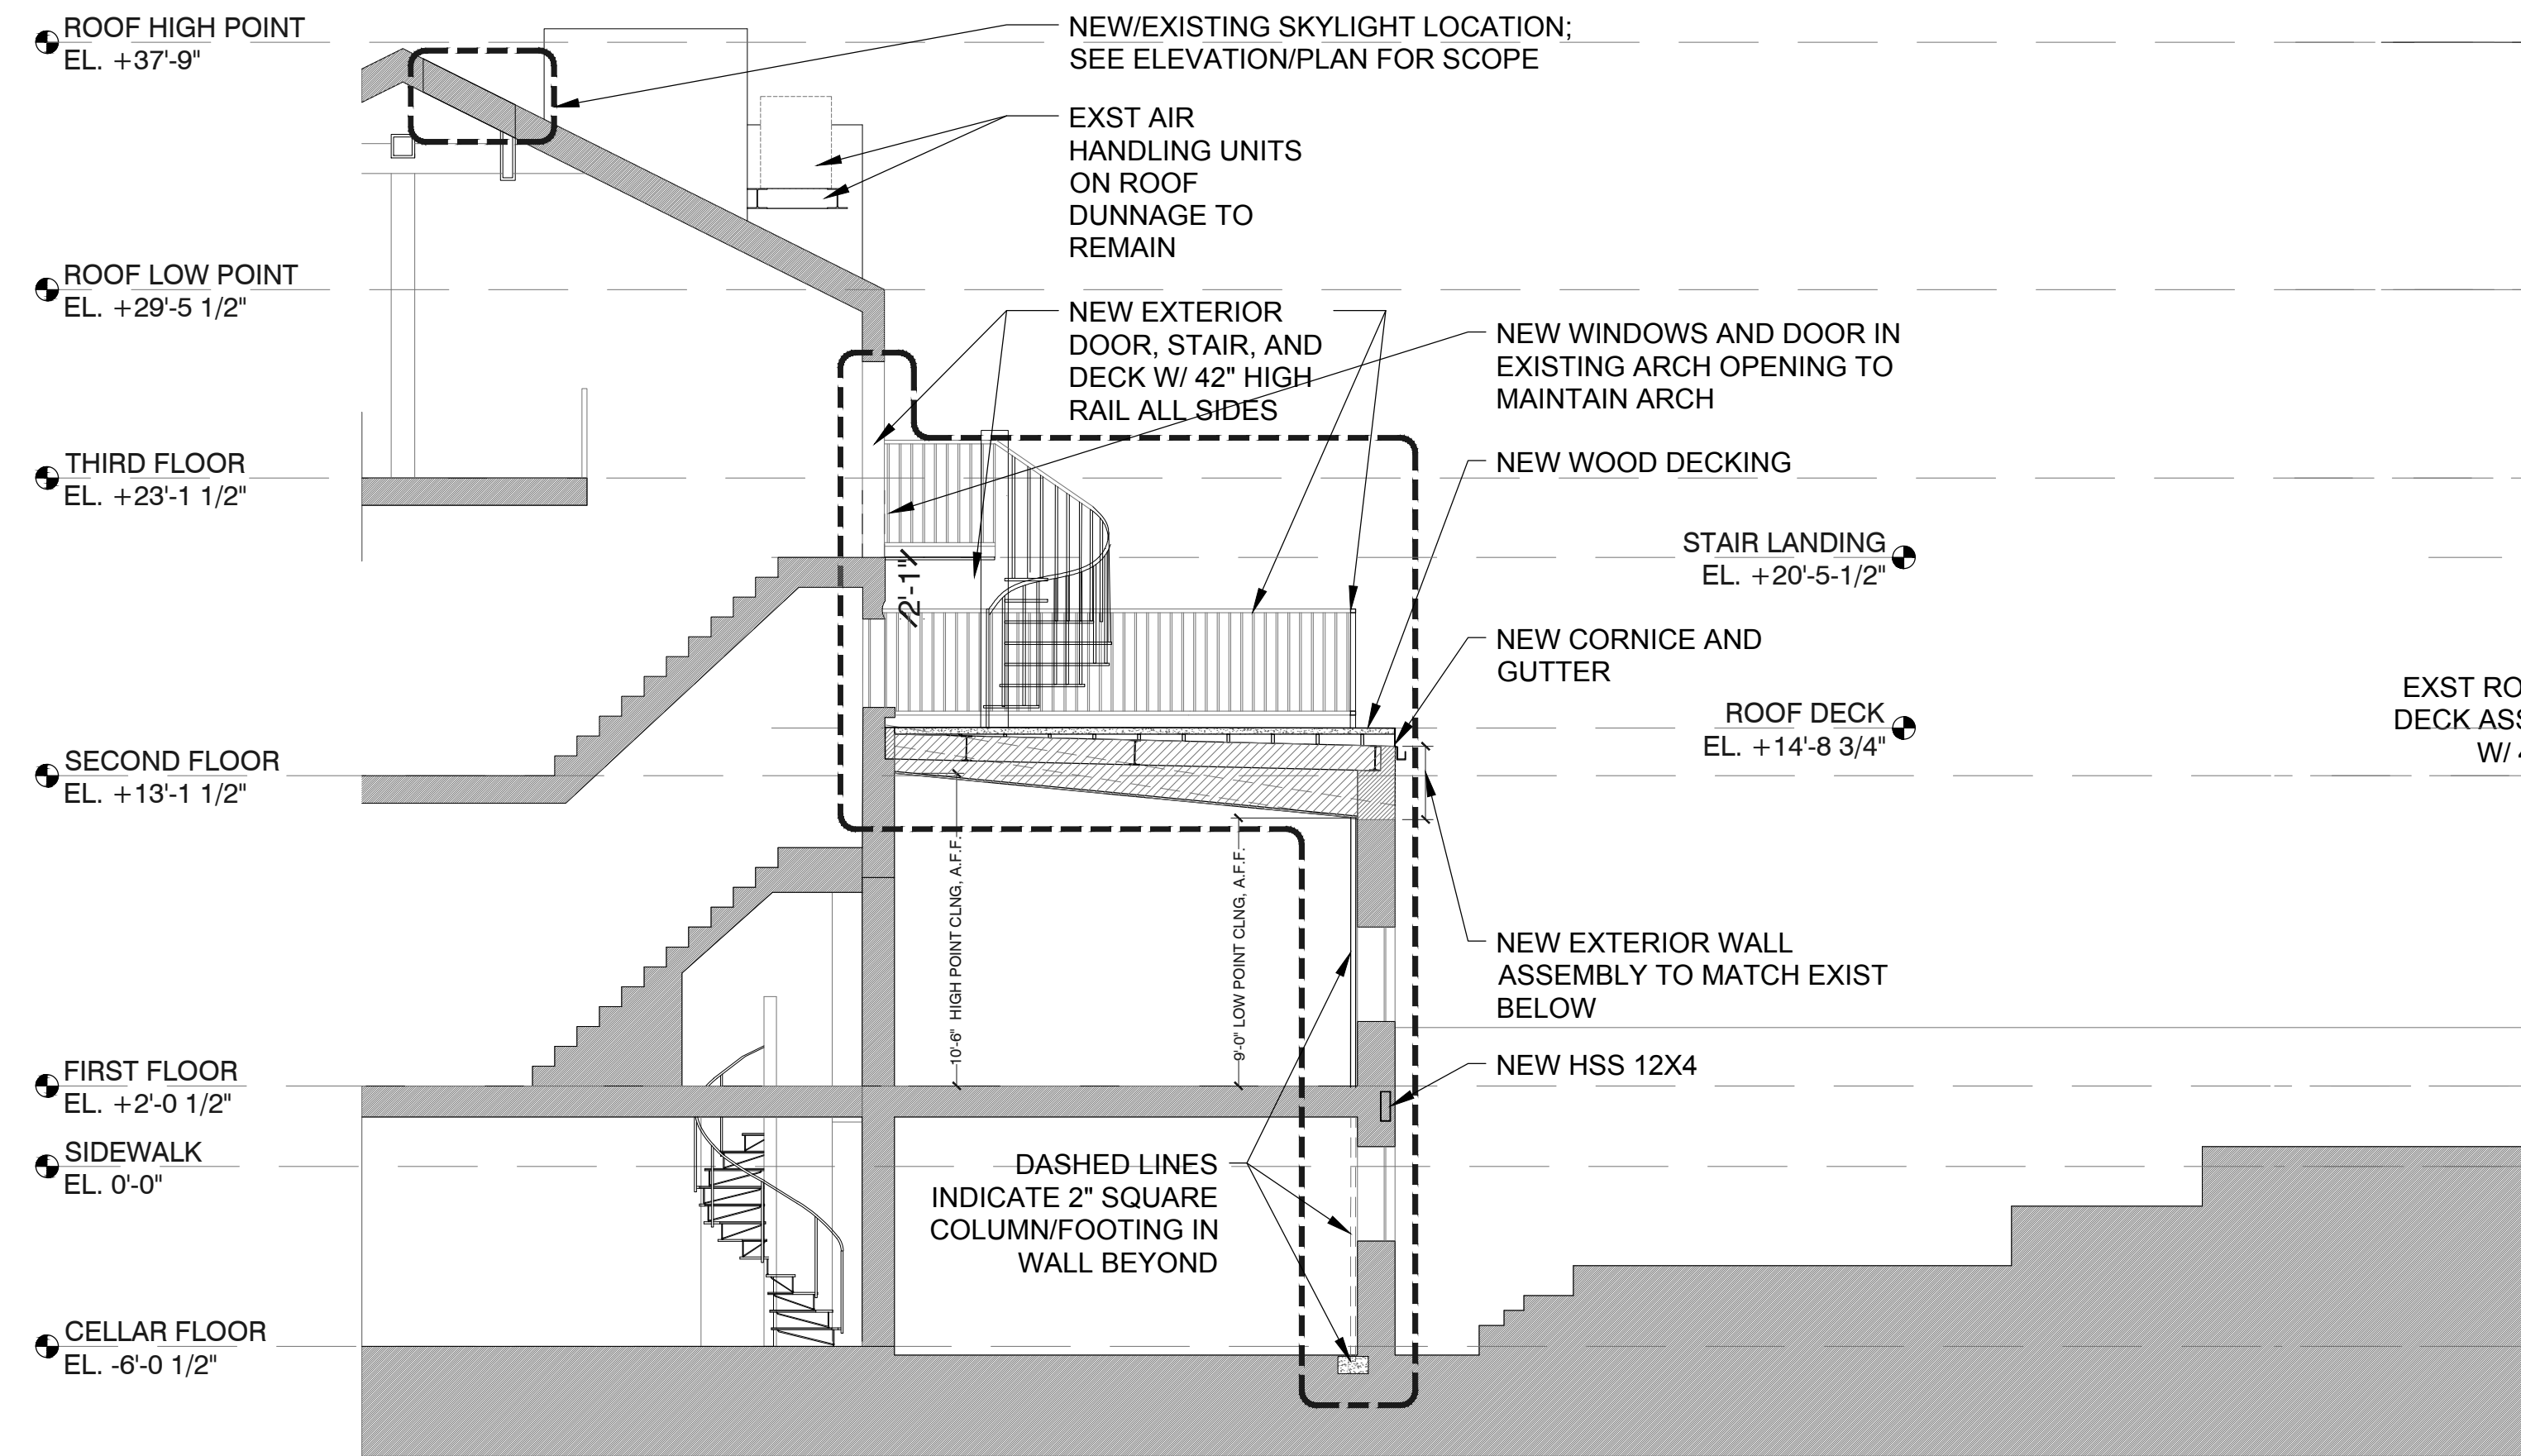 ROOF HIGH POINT
EL. +37'-9"
ROOF LOW POINT
EL. +29'-5 1/2"
THIRD FLOOR
EL. +23'-1 1/2"
SECOND FLOOR
EL. +13'-1 1/2"
FIRST FLOOR
EL. +2'-0 1/2"
SIDEWALK
EL. 0'-0"
CELLAR FLOOR
EL. -6'-0 1/2"
NEW/EXISTING SKYLIGHT LOCATION;
SEE ELEVATION/PLAN FOR SCOPE
EXST AIR
HANDLING UNITS
ON ROOF
DUNNAGE TO
REMAIN
NEW EXTERIOR
DOOR, STAIR, AND
DECK W/ 42" HIGH
RAIL ALL SIDES
2'-1"
10'-6" HIGH POINT CLNG, A.F.F.
9'-0" LOW POINT CLNG, A.F.F.
DASHED LINES
INDICATE 2" SQUARE
COLUMN/FOOTING IN
WALL BEYOND
NEW WINDOWS AND DOOR IN
EXISTING ARCH OPENING TO
MAINTAIN ARCH
NEW WOOD DECKING
STAIR LANDING
EL. +20'-5-1/2"
NEW CORNICE AND
GUTTER
ROOF DECK
EL. +14'-8 3/4"
NEW EXTERIOR WALL
ASSEMBLY TO MATCH EXIST
BELOW
NEW HSS 12X4
EXST RO
DECK ASS
W/